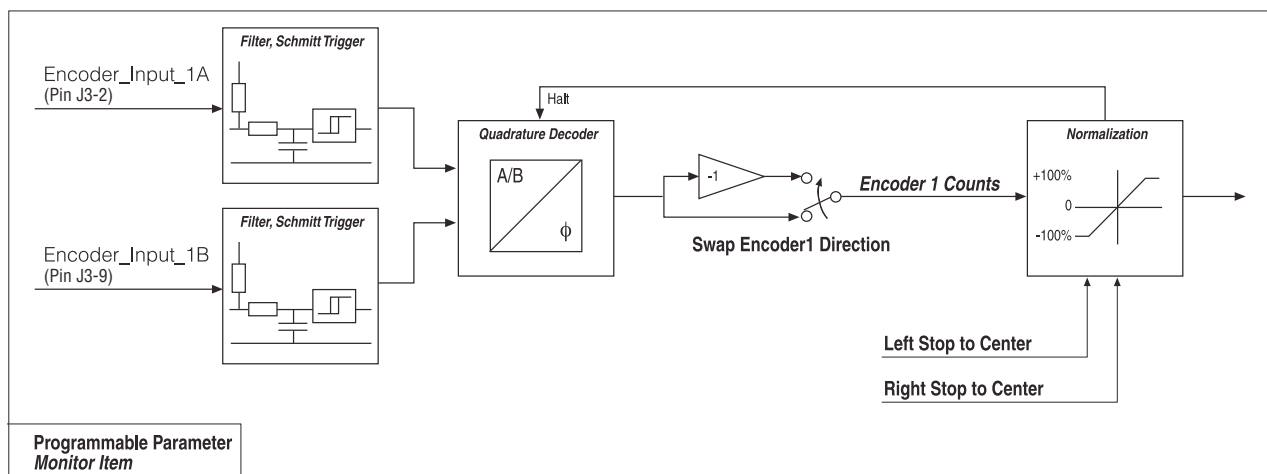 Filter, Schmitt Trigger
Encoder_Input_1A
(Pin J3-2)
Halt
Quadrature Decoder
A/B
ϕ
-1
Encoder 1 Counts
Swap Encoder1 Direction
Normalization
+100%
0
-100%
Filter, Schmitt Trigger
Encoder_Input_1B
(Pin J3-9)
Left Stop to Center
Right Stop to Center
Programmable Parameter
Monitor Item